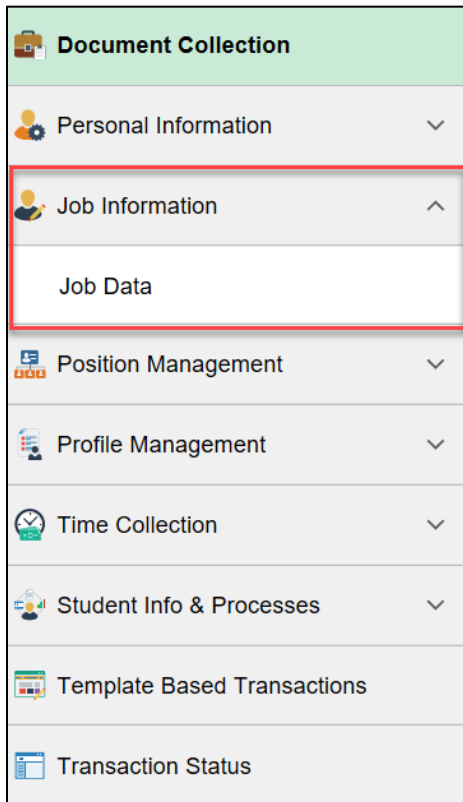 Document Collection
Personal Information
Job Information
Job Data
Position Management
Profile Management
Time Collection
Student Info & Processes
Template Based Transactions
Transaction Status